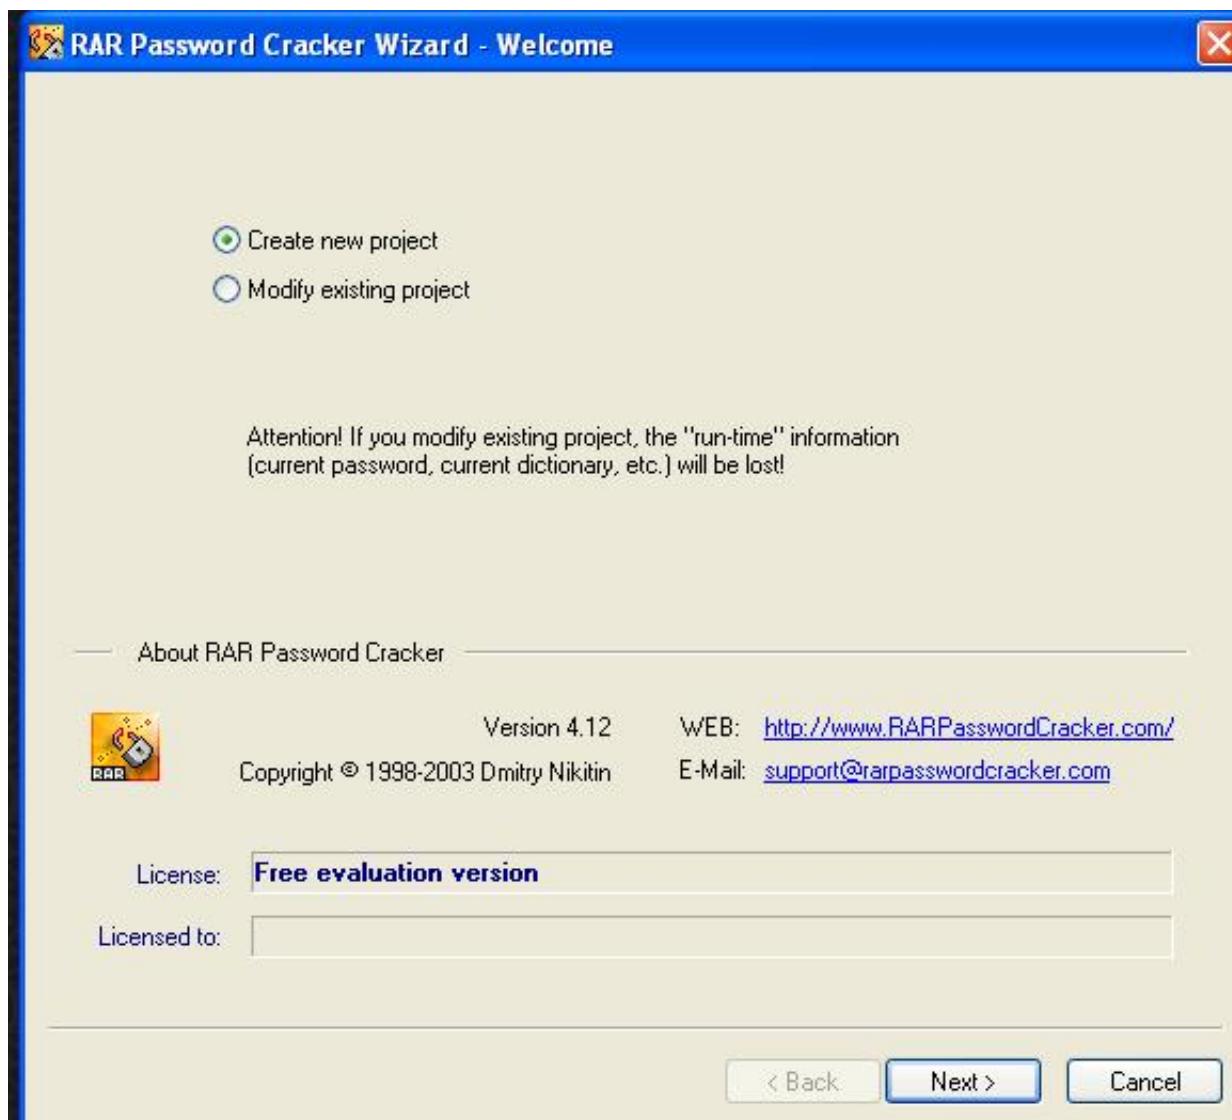 RAR Password Cracker Wizard - Welcome
Create new project
Modify existing project
Attention! If you modify existing project, the "run-time" information
(current password, current dictionary, etc.) will be lost!
About RAR Password Cracker
RAR
Version 4.12 WEB: http://www.RARPasswordCracker.com/
Copyright © 1998-2003 Dmitry Nikitin E-Mail: support@rarpasswordcracker.com
License: Free evaluation version
Licensed to:
< Back Next > Cancel